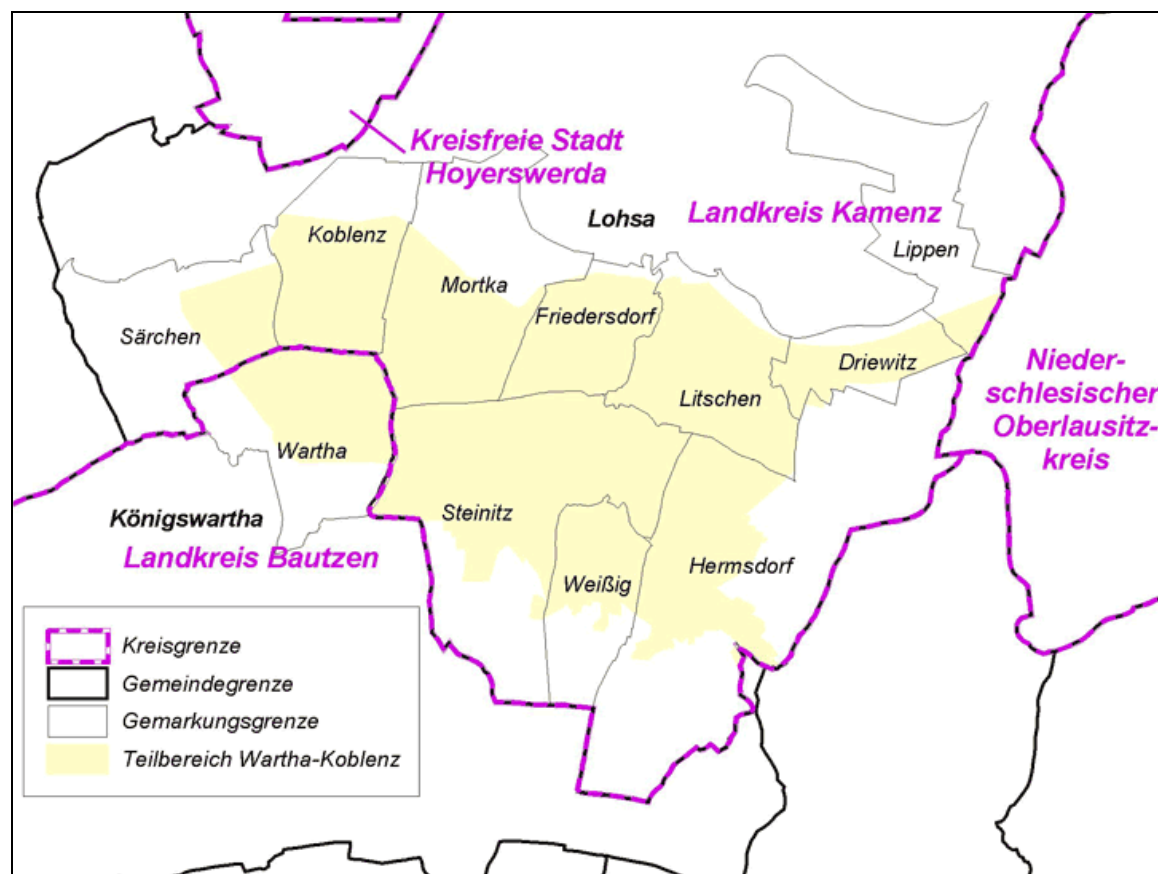 Kreisfreie Stadt
Hoyerswerda
Lohsa
Landkreis Kamenz
Koblenz
Lippen
Mortka
Friedersdorf
Särchen
Driewitz
Nieder-
schlesischer
Oberlausitz-
kreis
Litschen
Wartha
Steinitz
Königswartha
Landkreis Bautzen
Weißig
Hermsdorf
Kreisgrenze
Gemeindegrenze
Gemarkungsgrenze
Teilbereich Wartha-Koblenz